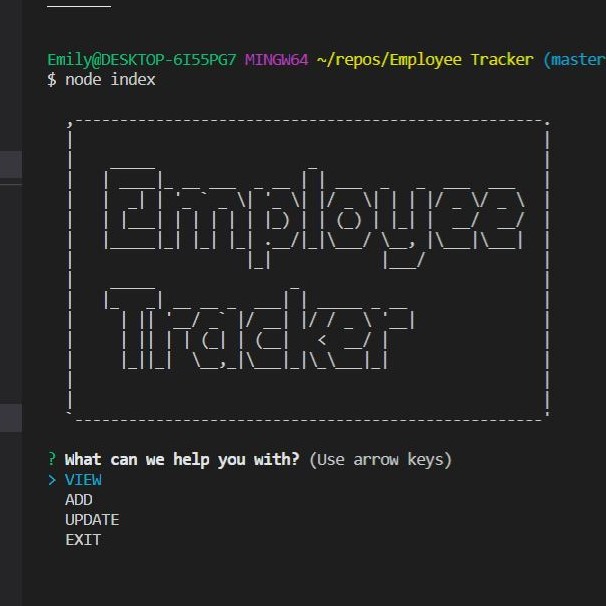 Emily@DESKTOP-6I55PG7 MINGW64 ~/repos/Employee Tracker (master
$ node index
Employee
Tracker
? What can we help you with? (Use arrow keys)
> VIEW
ADD
UPDATE
EXIT